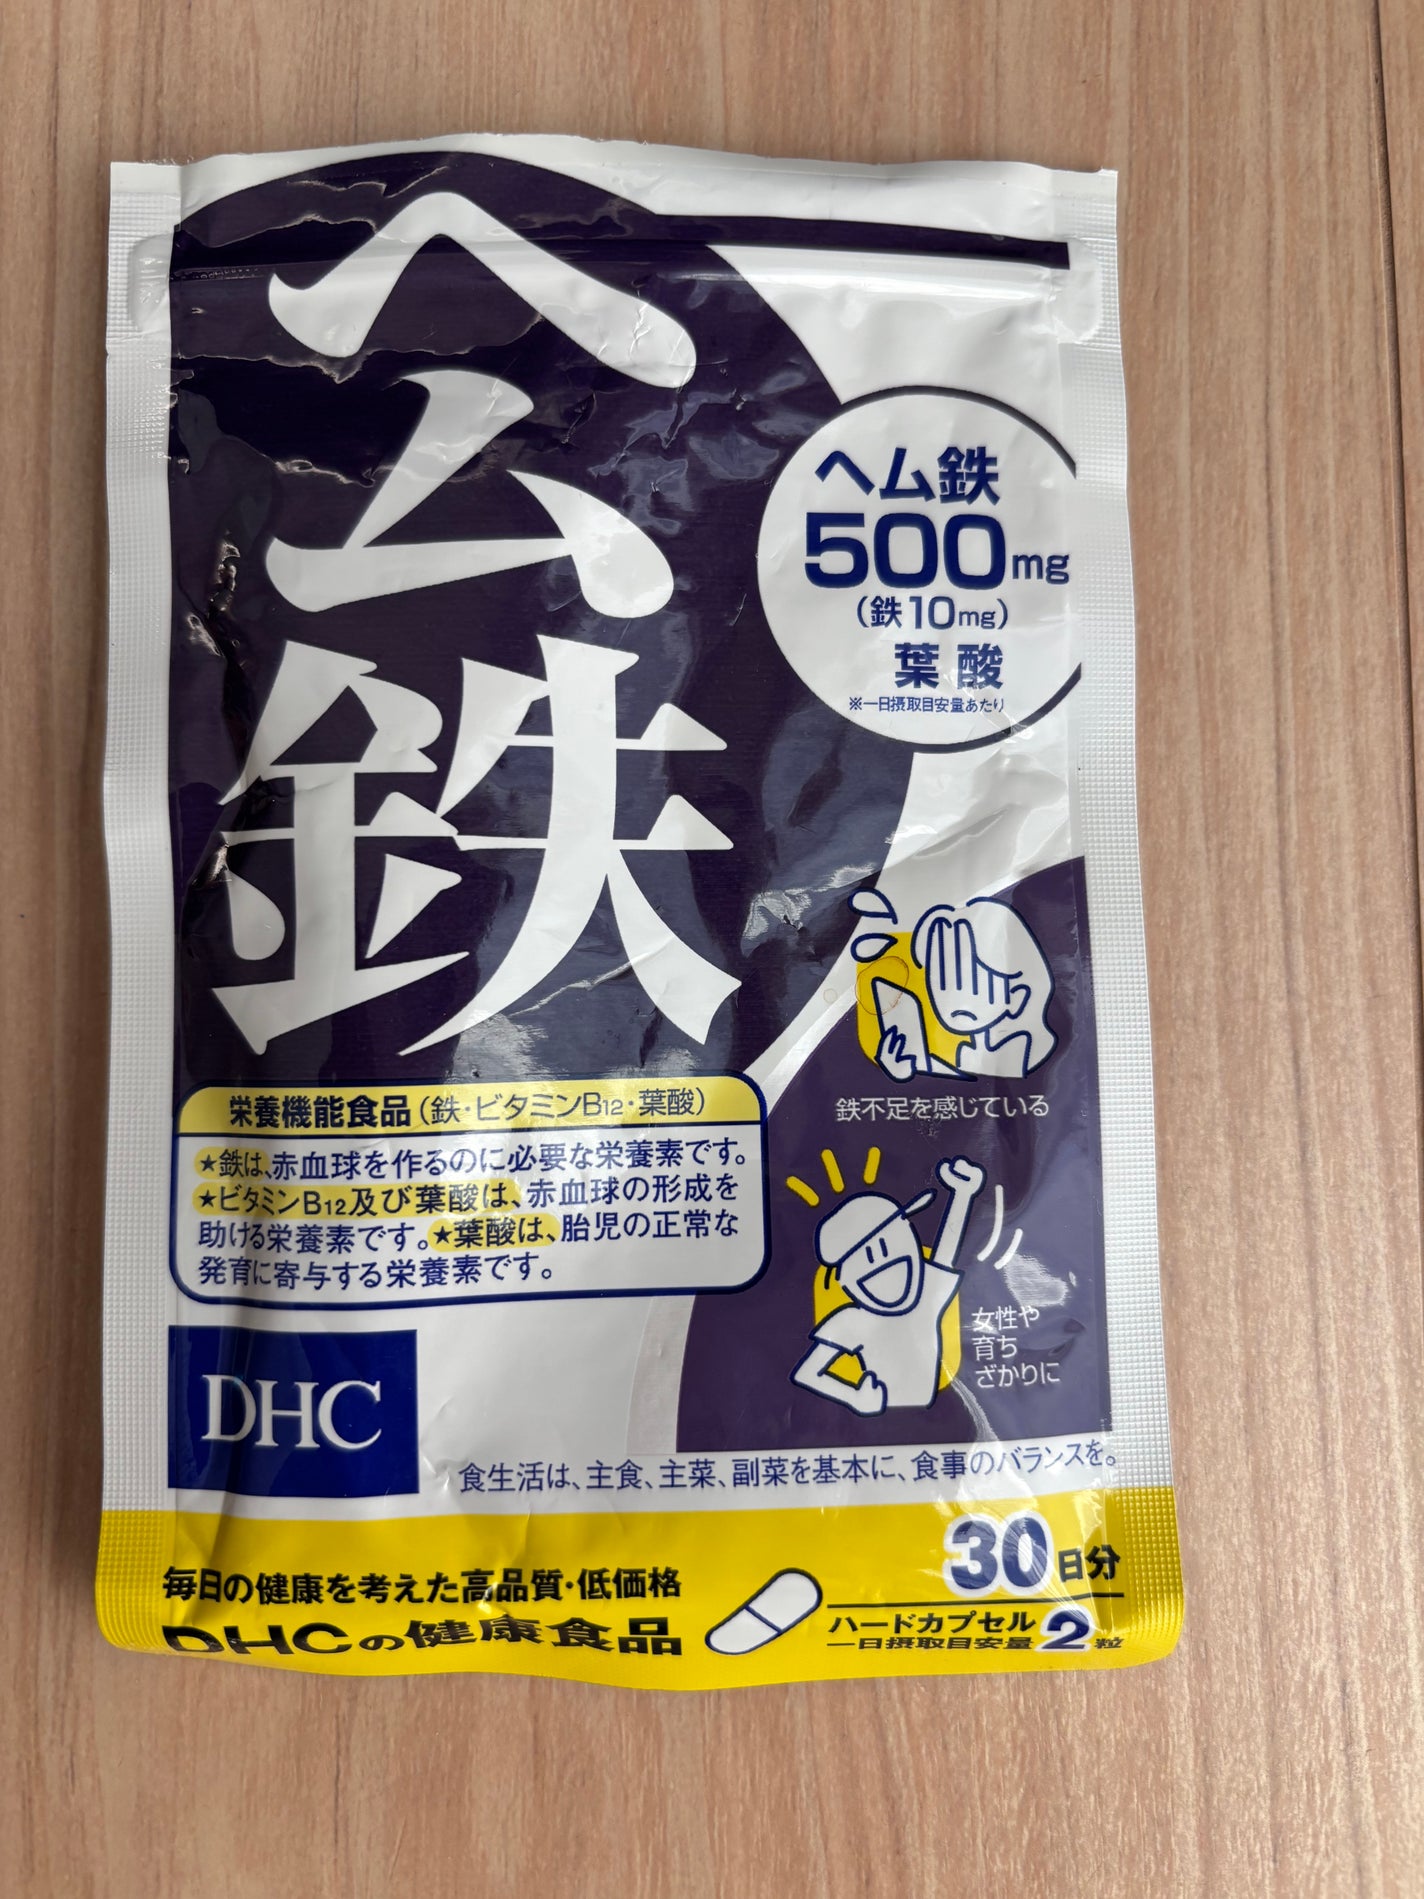 ヘム鉄
ヘム鉄
500mg
(鉄10mg)
葉酸
※一日摂取目安量あたり
鉄不足を感じている
栄養機能食品(鉄・ビタミンB12・葉酸)
★鉄は、赤血球を作るのに必要な栄養素です。
★ビタミンB12及び葉酸は、赤血球の形成を
助ける栄養素です。★葉酸は、胎児の正常な
発育に寄与する栄養素です。
女性や
育ち
ざかりに
DHC
食生活は、主食、主菜、副菜を基本に、食事のバランスを。
毎日の健康を考えた高品質・低価格
DHCの健康食品
30日分
ハードカプセル
一日摂取目安量 2粒